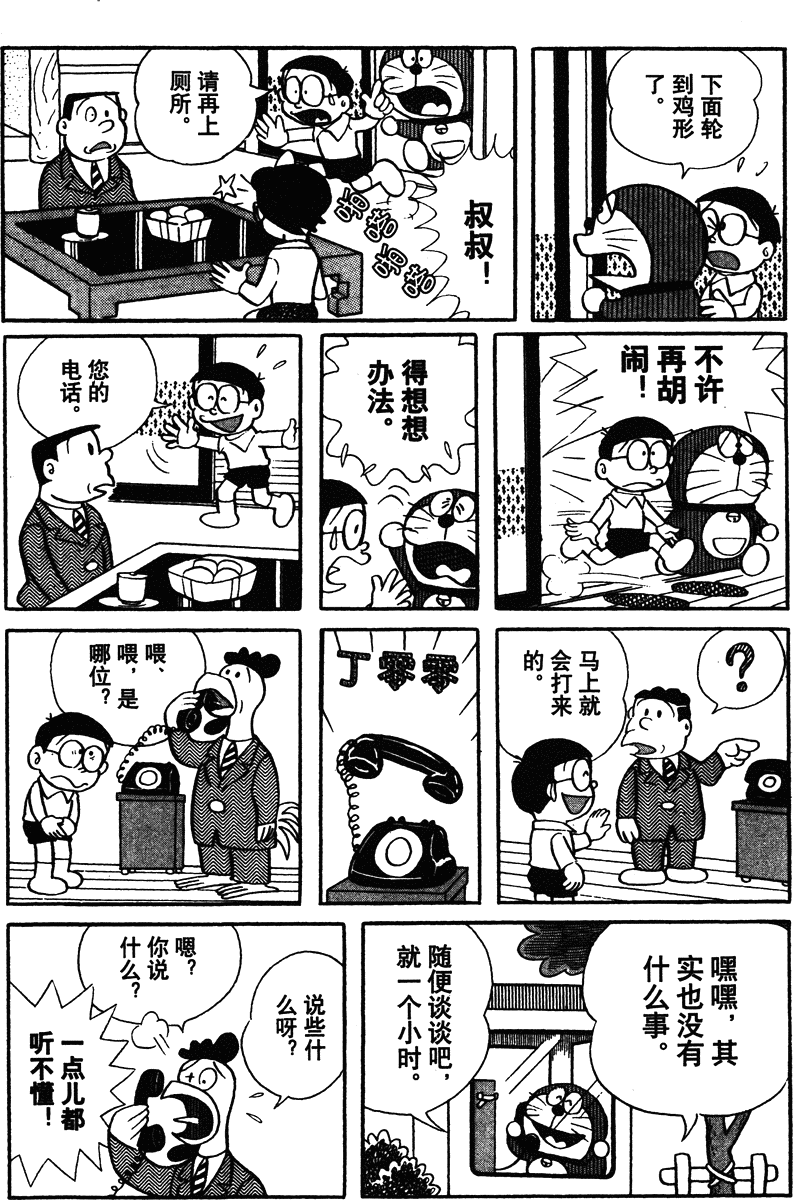 下面轮
到鸡形
了。
请再上
厕所。
叔叔！
啪嗒
啪嗒
不许
再胡
闹！
得想想
办法。
您的
电话。
？
马上就
会打来
的。
丁零零
喂、
喂，是
哪位？
嘿嘿，其
实也没有
什么事。
随便谈谈吧，
就一个小时。
说些什
么呀？
嗯？
你说
什么？
一点儿都
听不懂！